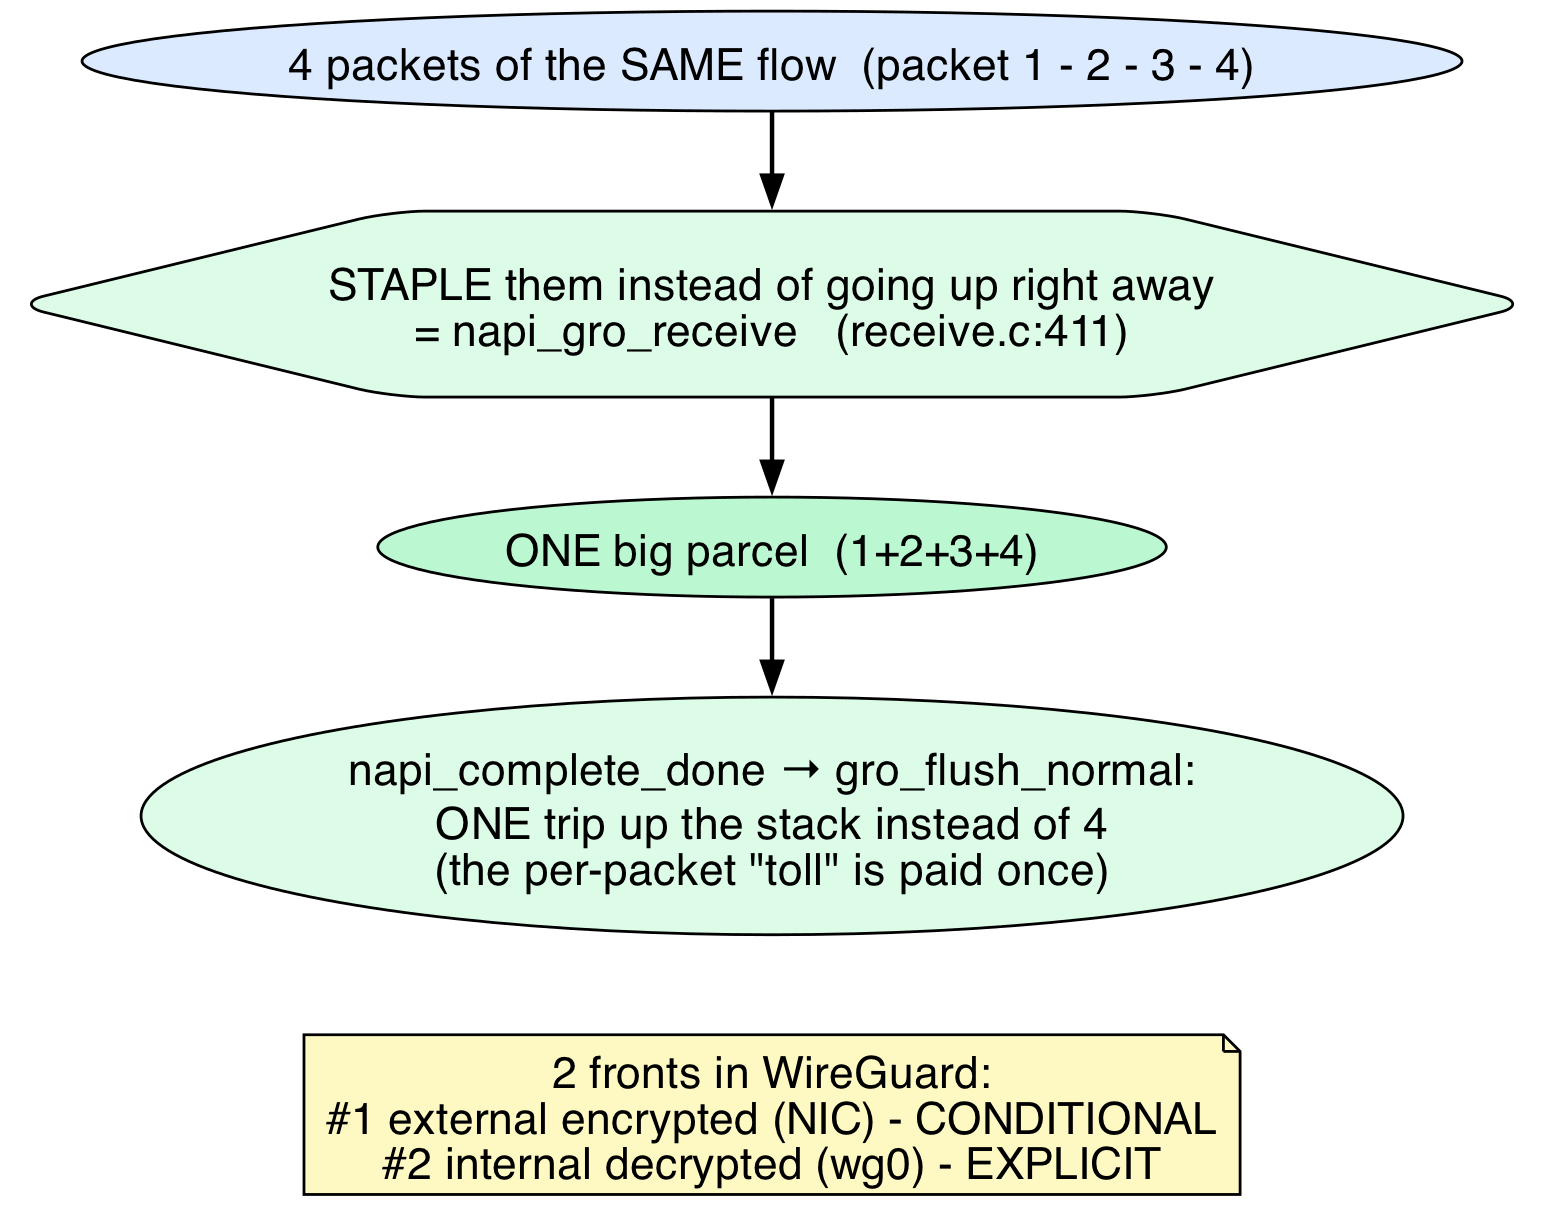 4 packets of the SAME flow  (packet 1 - 2 - 3 - 4)
STAPLE them instead of going up right away
= napi_gro_receive   (receive.c:411)
ONE big parcel  (1+2+3+4)
napi_complete_done → gro_flush_normal:
ONE trip up the stack instead of 4
(the per-packet "toll" is paid once)
2 fronts in WireGuard:
#1 external encrypted (NIC) - CONDITIONAL
#2 internal decrypted (wg0) - EXPLICIT